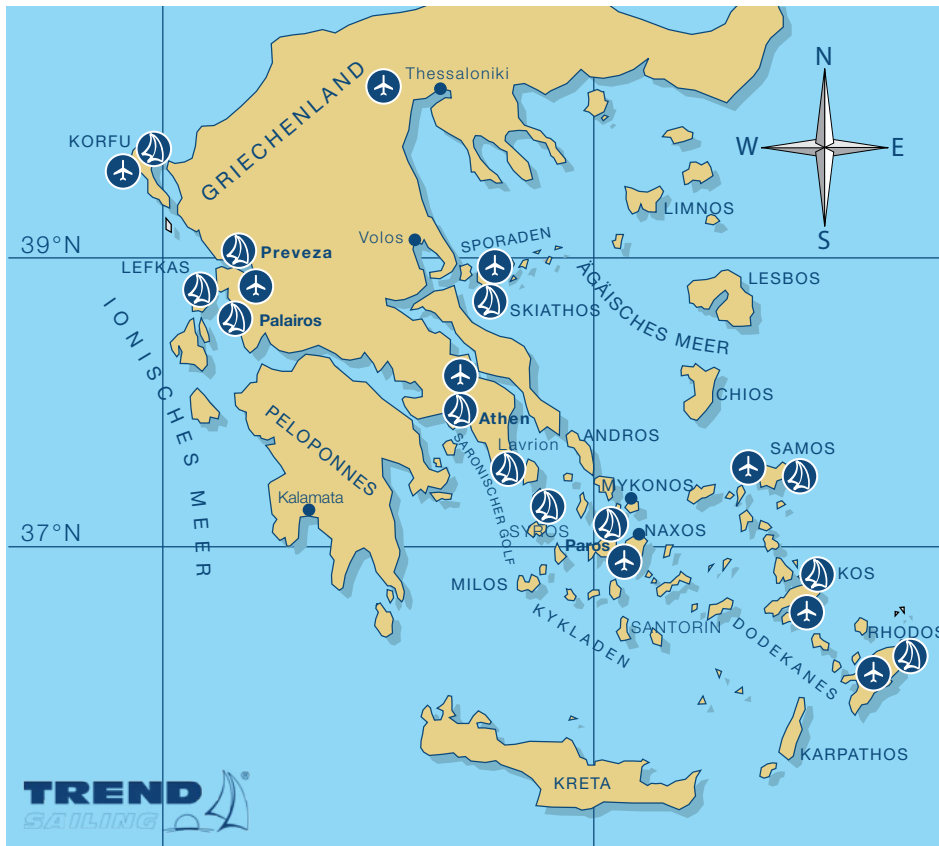 N
W
E
S
Thessaloniki
GRIECHENLAND
KORFU
LIMNOS
39°N
Volos
SPORADEN
Preveza
LEFKAS
LESBOS
ÄGÄISCHES MEER
SKIATHOS
Palairos
IONISCHES MEER
CHIOS
PELOPONNES
Athen
ANDROS
SARONISCHER GOLF
Lavrion
SAMOS
MYKONOS
Kalamata
37°N
SYROS
NAXOS
Paros
KOS
MILOS
KYKLADEN
SANTORIN
DODEKANES
RHODOS
KARPATHOS
KRETA
TREND®
SAILING